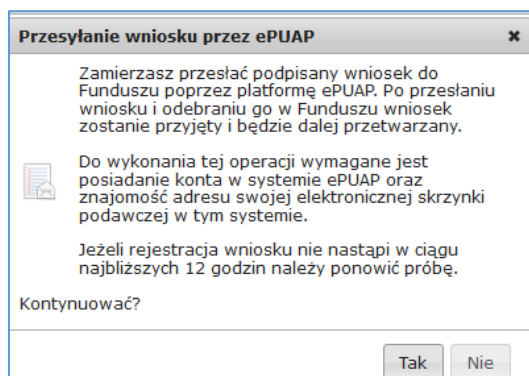 Przesyłanie wniosku przez ePUAP
Zamierzasz przesłać podpisany wniosek do
Funduszu poprzez platformę ePUAP. Po przesłaniu
wniosku i odebraniu go w Funduszu wniosek
zostanie przyjęty i będzie dalej przetwarzany.
Do wykonania tej operacji wymagane jest
posiadanie konta w systemie ePUAP oraz
znajomość adresu swojej elektronicznej skrzynki
podawczej w tym systemie.
Jeżeli rejestracja wniosku nie nastąpi w ciągu
najbliższych 12 godzin należy ponowić próbę.
Kontynuować?
Tak Nie